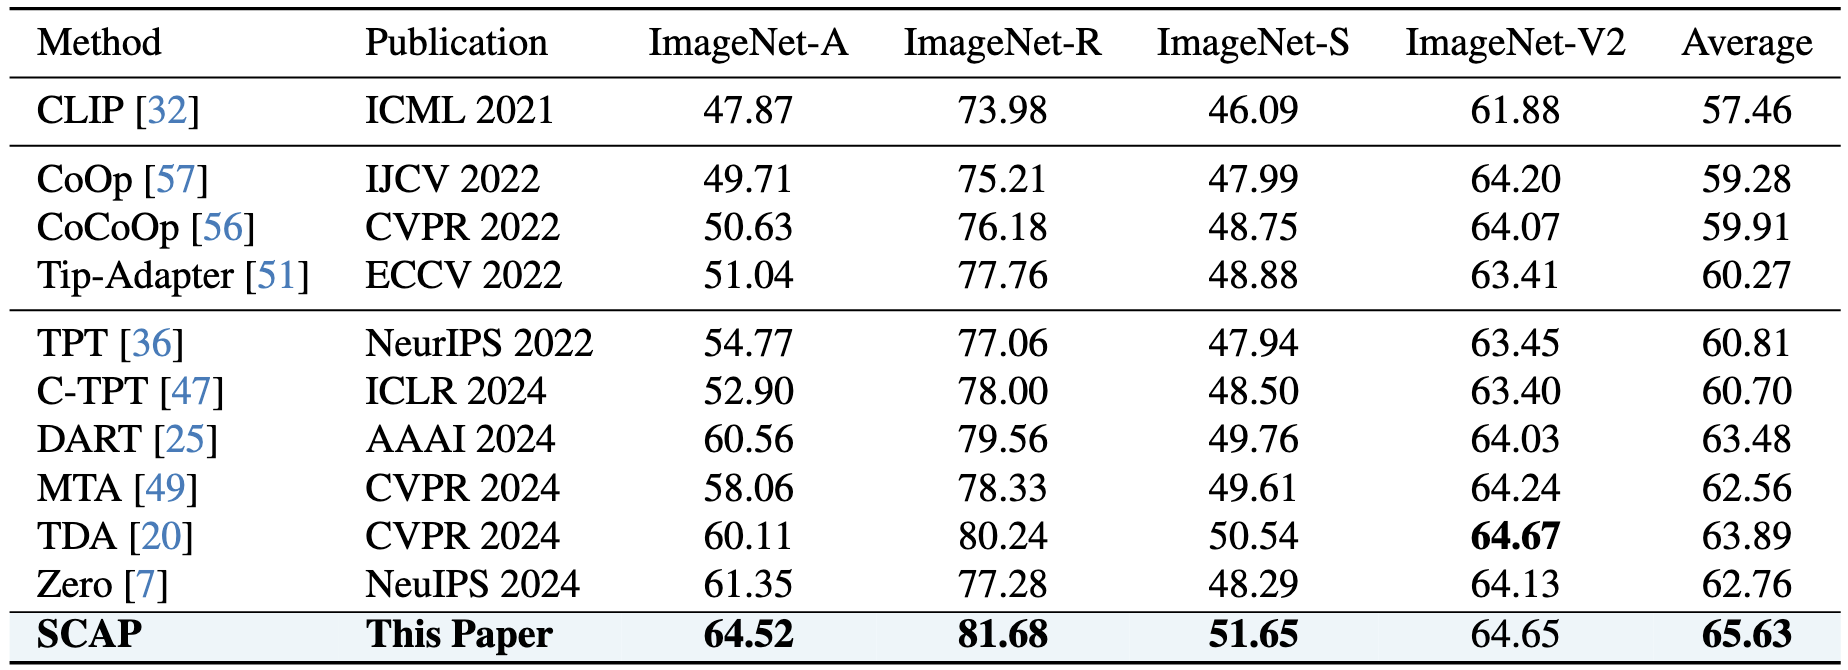 Method Publication ImageNet-A ImageNet-R ImageNet-S ImageNet-V2 Average
CLIP [32] ICML 2021 47.87 73.98 46.09 61.88 57.46
CoOp [57] IJCV 2022 49.71 75.21 47.99 64.20 59.28
CoCoOp [56] CVPR 2022 50.63 76.18 48.75 64.07 59.91
Tip-Adapter [51] ECCV 2022 51.04 77.76 48.88 63.41 60.27
TPT [36] NeurIPS 2022 54.77 77.06 47.94 63.45 60.81
C-TPT [47] ICLR 2024 52.90 78.00 48.50 63.40 60.70
DART [25] AAAI 2024 60.56 79.56 49.76 64.03 63.48
MTA [49] CVPR 2024 58.06 78.33 49.61 64.24 62.56
TDA [20] CVPR 2024 60.11 80.24 50.54 64.67 63.89
Zero [7] NeuIPS 2024 61.35 77.28 48.29 64.13 62.76
SCAP This Paper 64.52 81.68 51.65 64.65 65.63